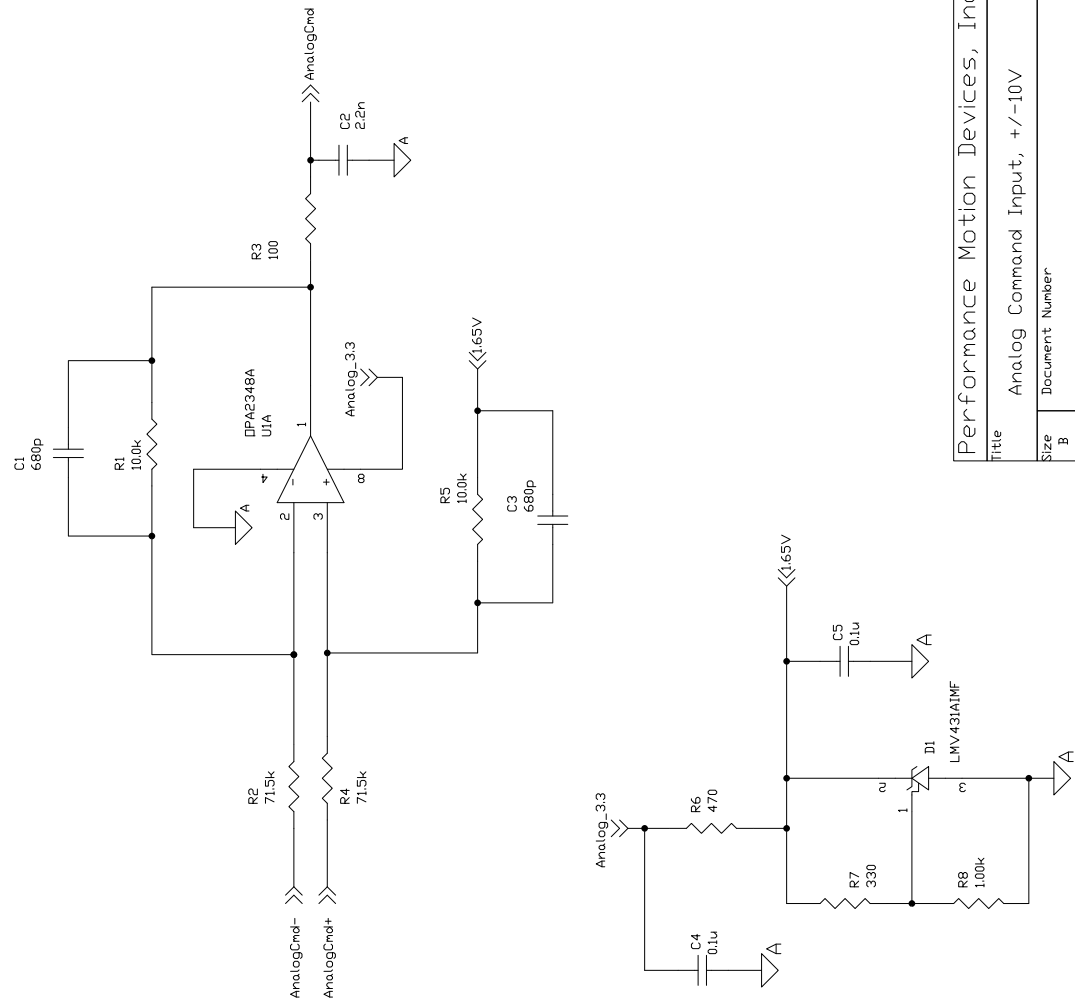 C1
680p
R1
10.0k
OPA2348A
U1A
4
2
-
3
+
8
1
A
Analog_3.3
R3
100
C2
2.2n
A
AnalogCmd
R2
71.5k
R4
71.5k
AnalogCmd-
AnalogCmd+
R5
10.0k
C3
680p
1.65V
Analog_3.3
R6
470
C4
0.1u
A
R7
330
R8
1.00k
1
2
3
D1
LMV431AIMF
A
C5
0.1u
A
1.65V
Performance Motion Devices, Inc
Title
Analog Command Input, +/-10V
Size
B
Document Number